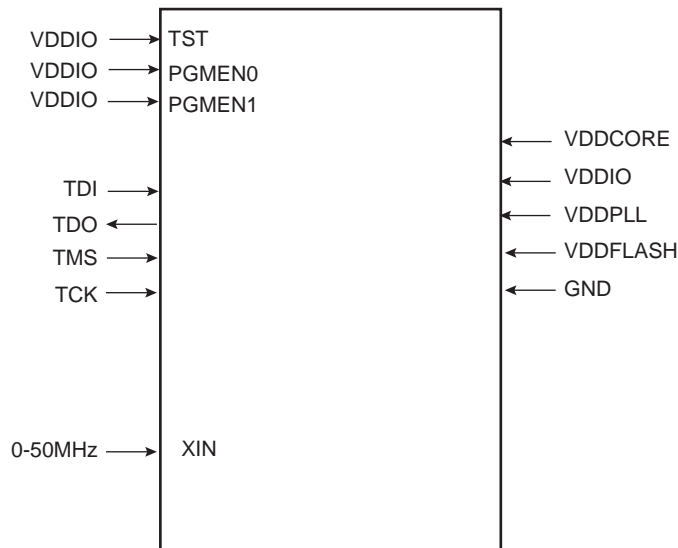 VDDIO TST
VDDIO PGMEN0
VDDIO PGMEN1
VDDCORE
VDDIO
TDI
VDDPLL
TDO
VDDFLASH
TMS
GND
TCK
0-50MHz XIN